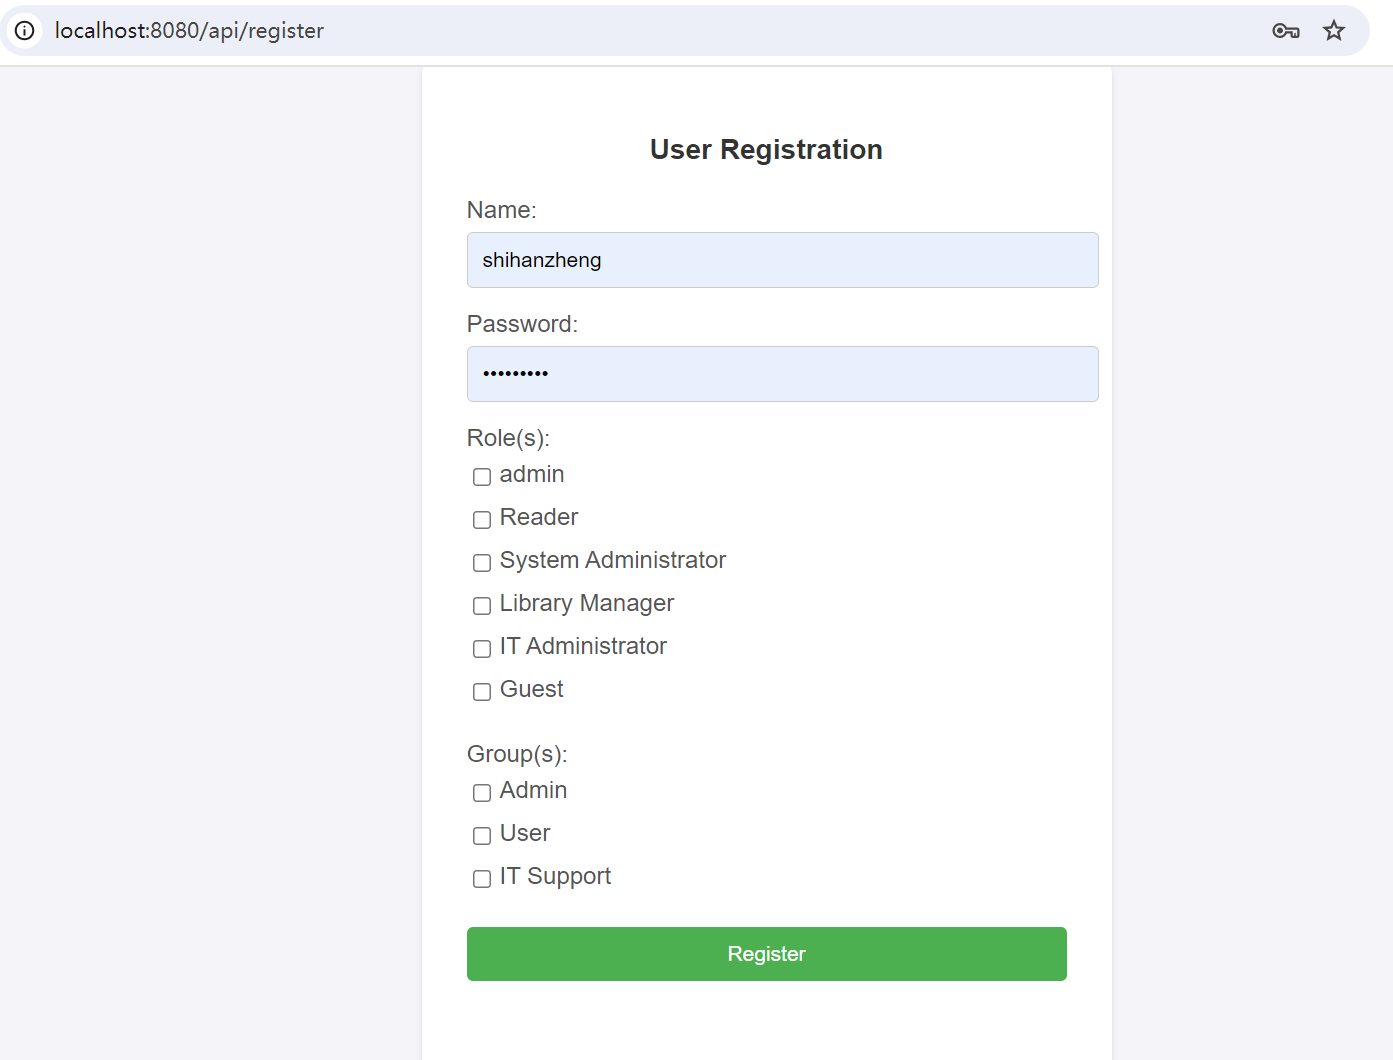 localhost:8080/api/register
User Registration
Name:
shihanzheng
Password:
•••••••••
Role(s):
admin
Reader
System Administrator
Library Manager
IT Administrator
Guest
Group(s):
Admin
User
IT Support
Register